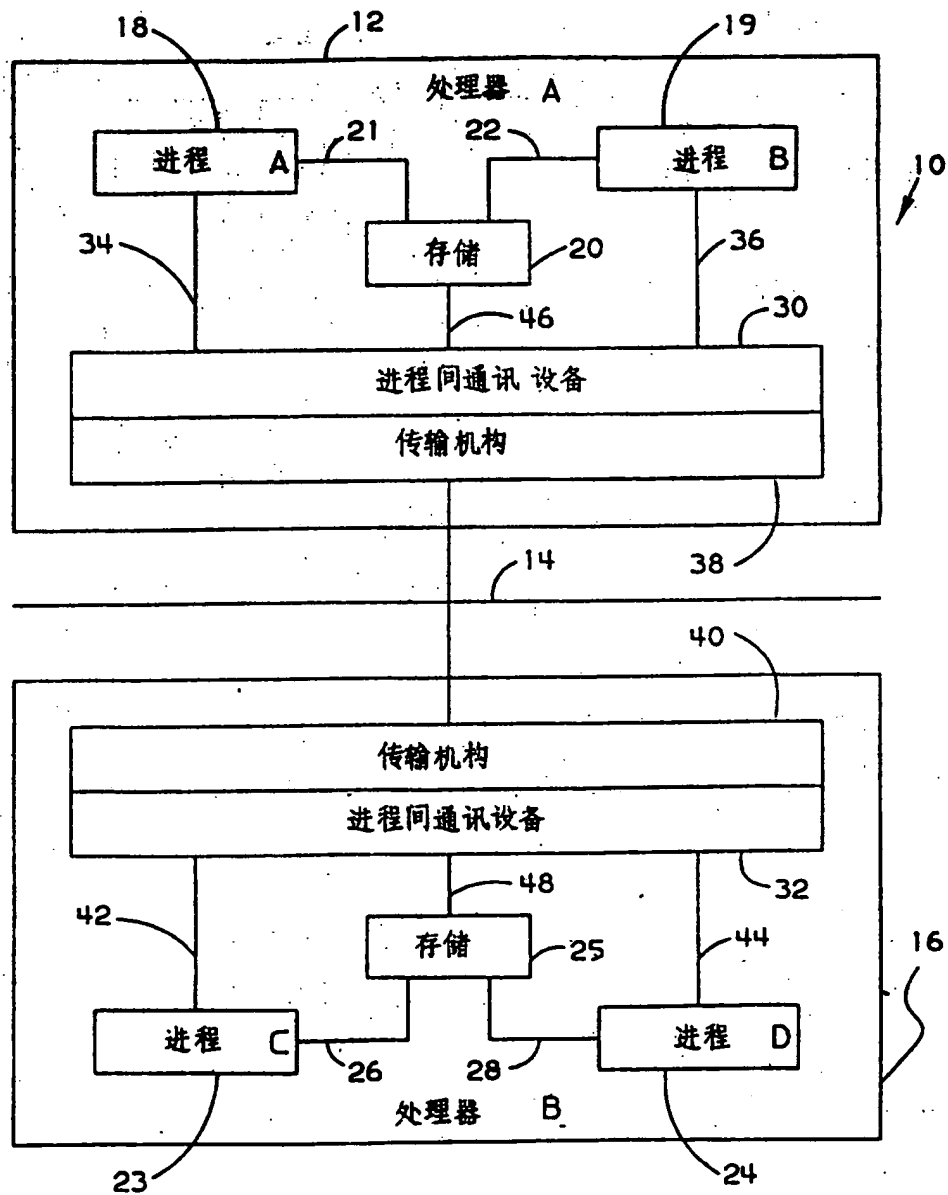 18 12 19
处理器 A
21 22
进程 A 进程 B
10
34 存储 20 36
46 30
进程间通讯 设备
传输机构
14 38
40
传输机构
进程间通讯设备
48 32
42 存储 25 44 16
进程 C 进程 D
26 28
处理器 B
23 24